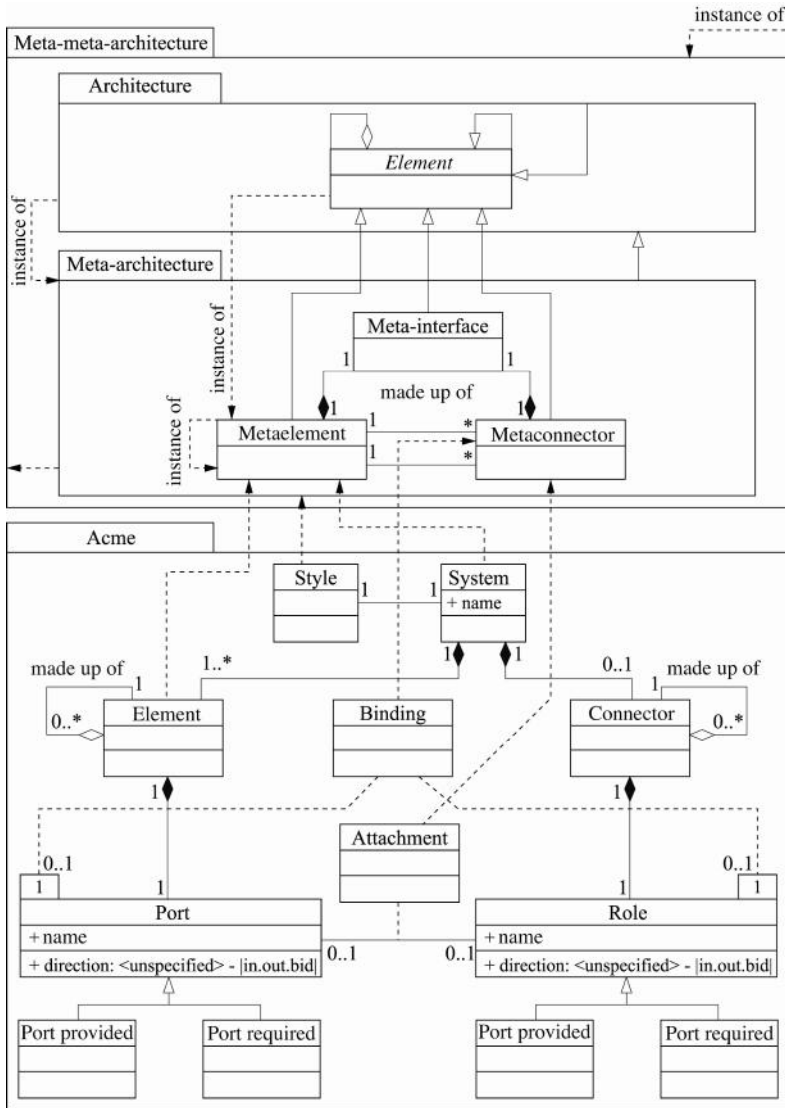 instance of
Meta-meta-architecture
Architecture
Element
instance of
Meta-architecture
instance of
Meta-interface
1
1
made up of
1
1
instance of
Metaelement
1
*
Metaconnector
1
*
Acme
Style
System
1
1
+ name
made up of
1..*
1
1
0..1
made up of
1
1
Element
Binding
Connector
0..*
0..*
1
1
Attachment
0..1
0..1
1
1
1
1
Port
Role
+ name
+ name
0..1
0..1
+ direction: <unspecified> - |in.out.bid|
+ direction: <unspecified> - |in.out.bid|
Port provided
Port required
Port provided
Port required